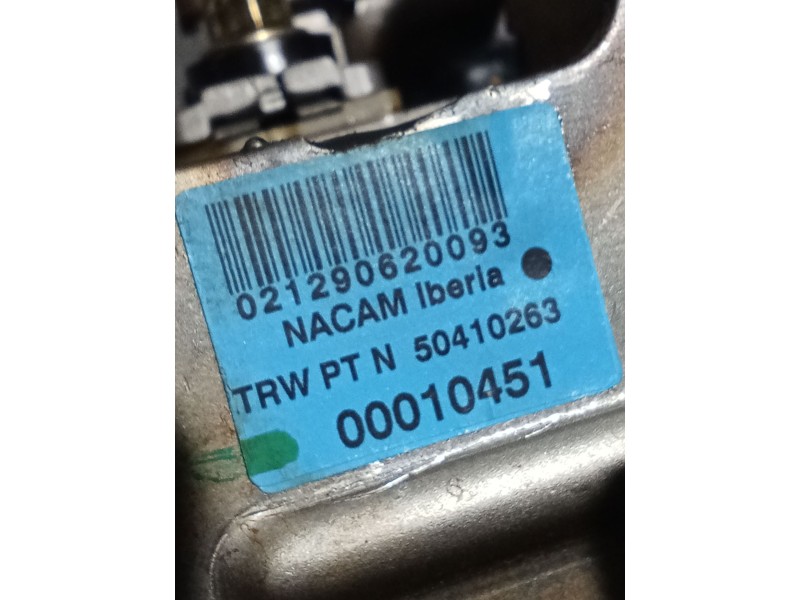 021290620093
NACAM Iberia
TRW PT N 50410263
00010451